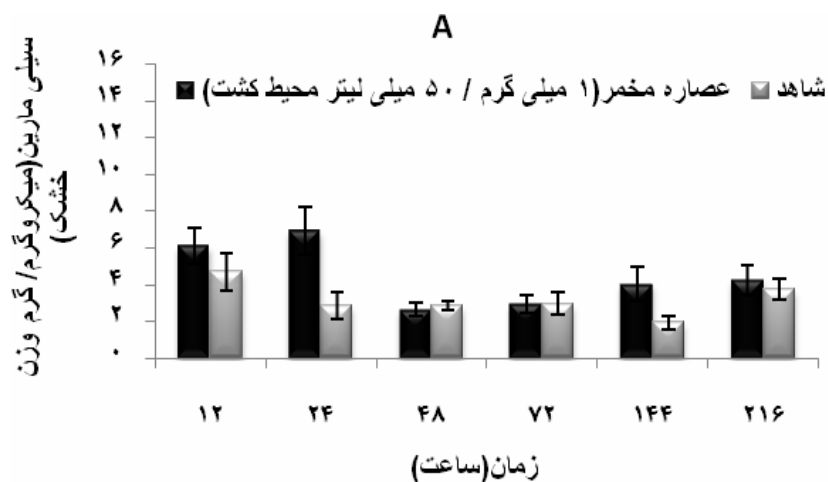 A
سیلی مارین(میکروگرم/ گرم وزن
خشک)
۱۶
۱۴
۱۲
۱۰
۸
۶
۴
۲
۰
عصاره مخمر(۱ میلی گرم / ۵۰ میلی لیتر محیط کشت)
شاهد
۱۲ ۲۴ ۴۸ ۷۲ ۱۴۴ ۲۱۶
زمان(ساعت)